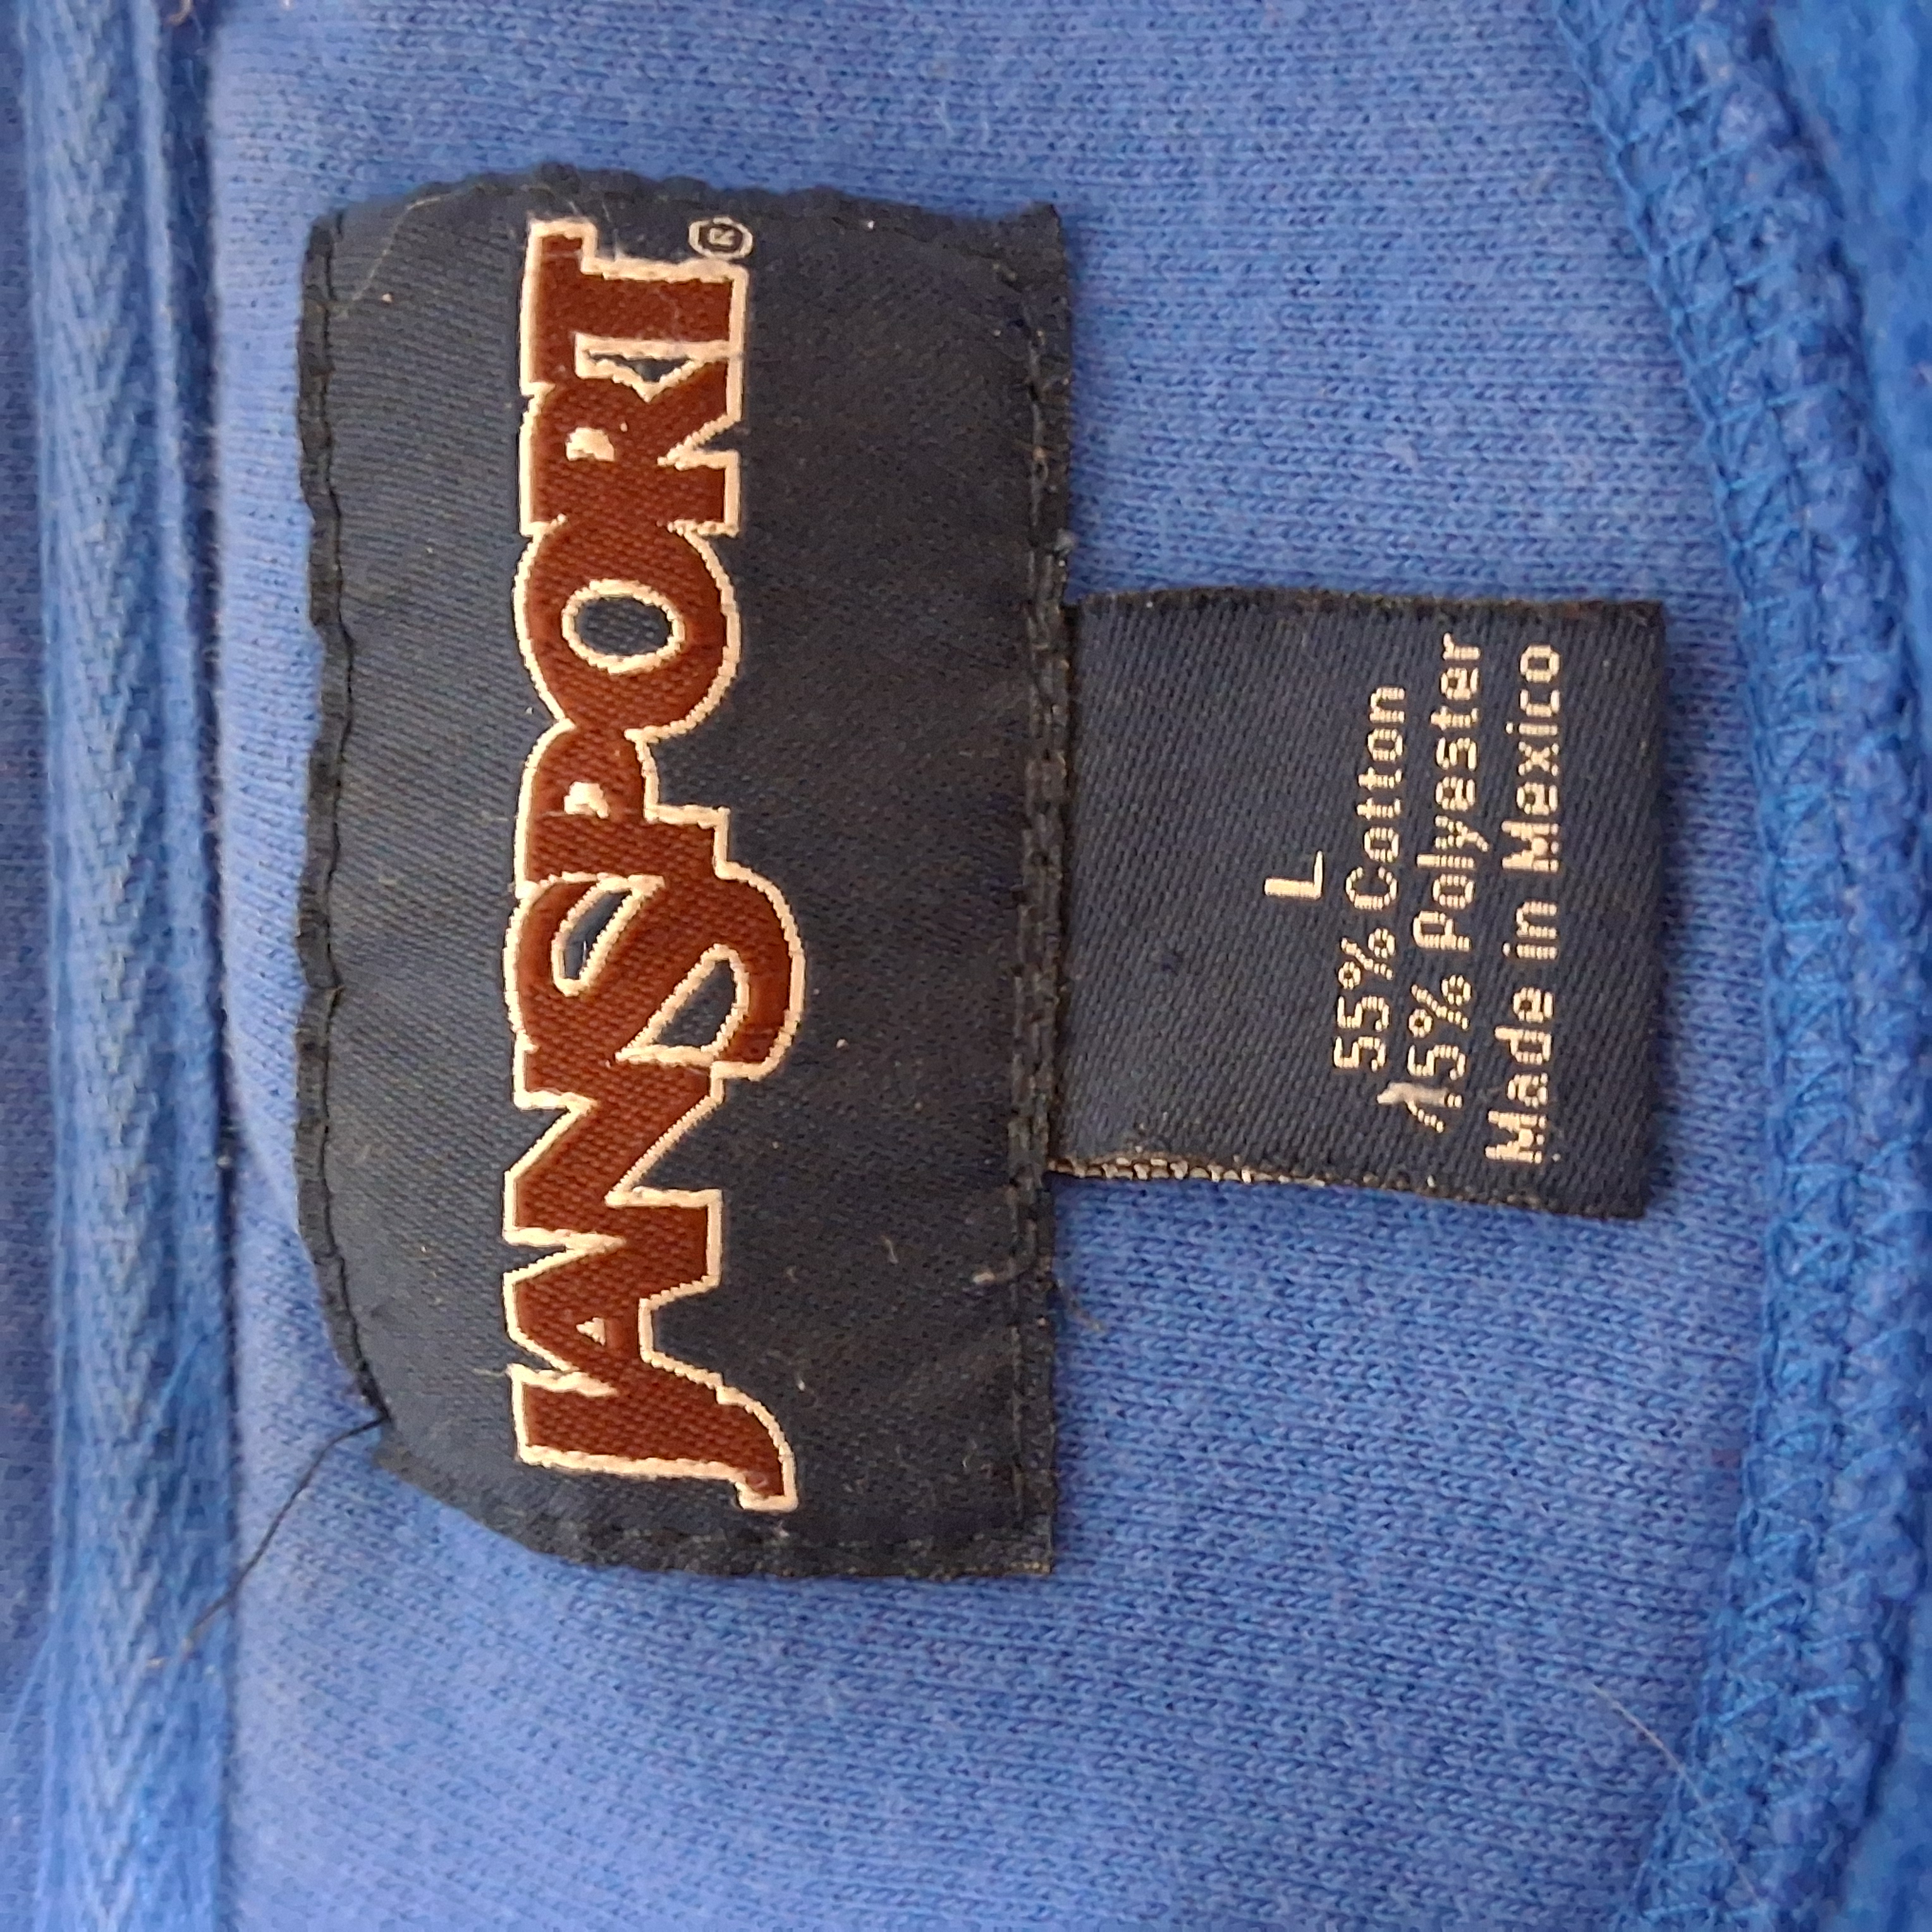 JANSPORT®
L
55% Cotton
45% Polyester
Made in Mexico